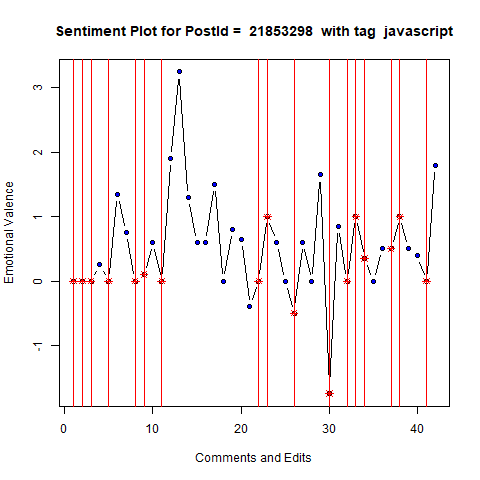 Sentiment Plot for PostId =  21853298  with tag  javascript
Emotional Valence
3
2
1
0
-1
0 10 20 30 40
Comments and Edits